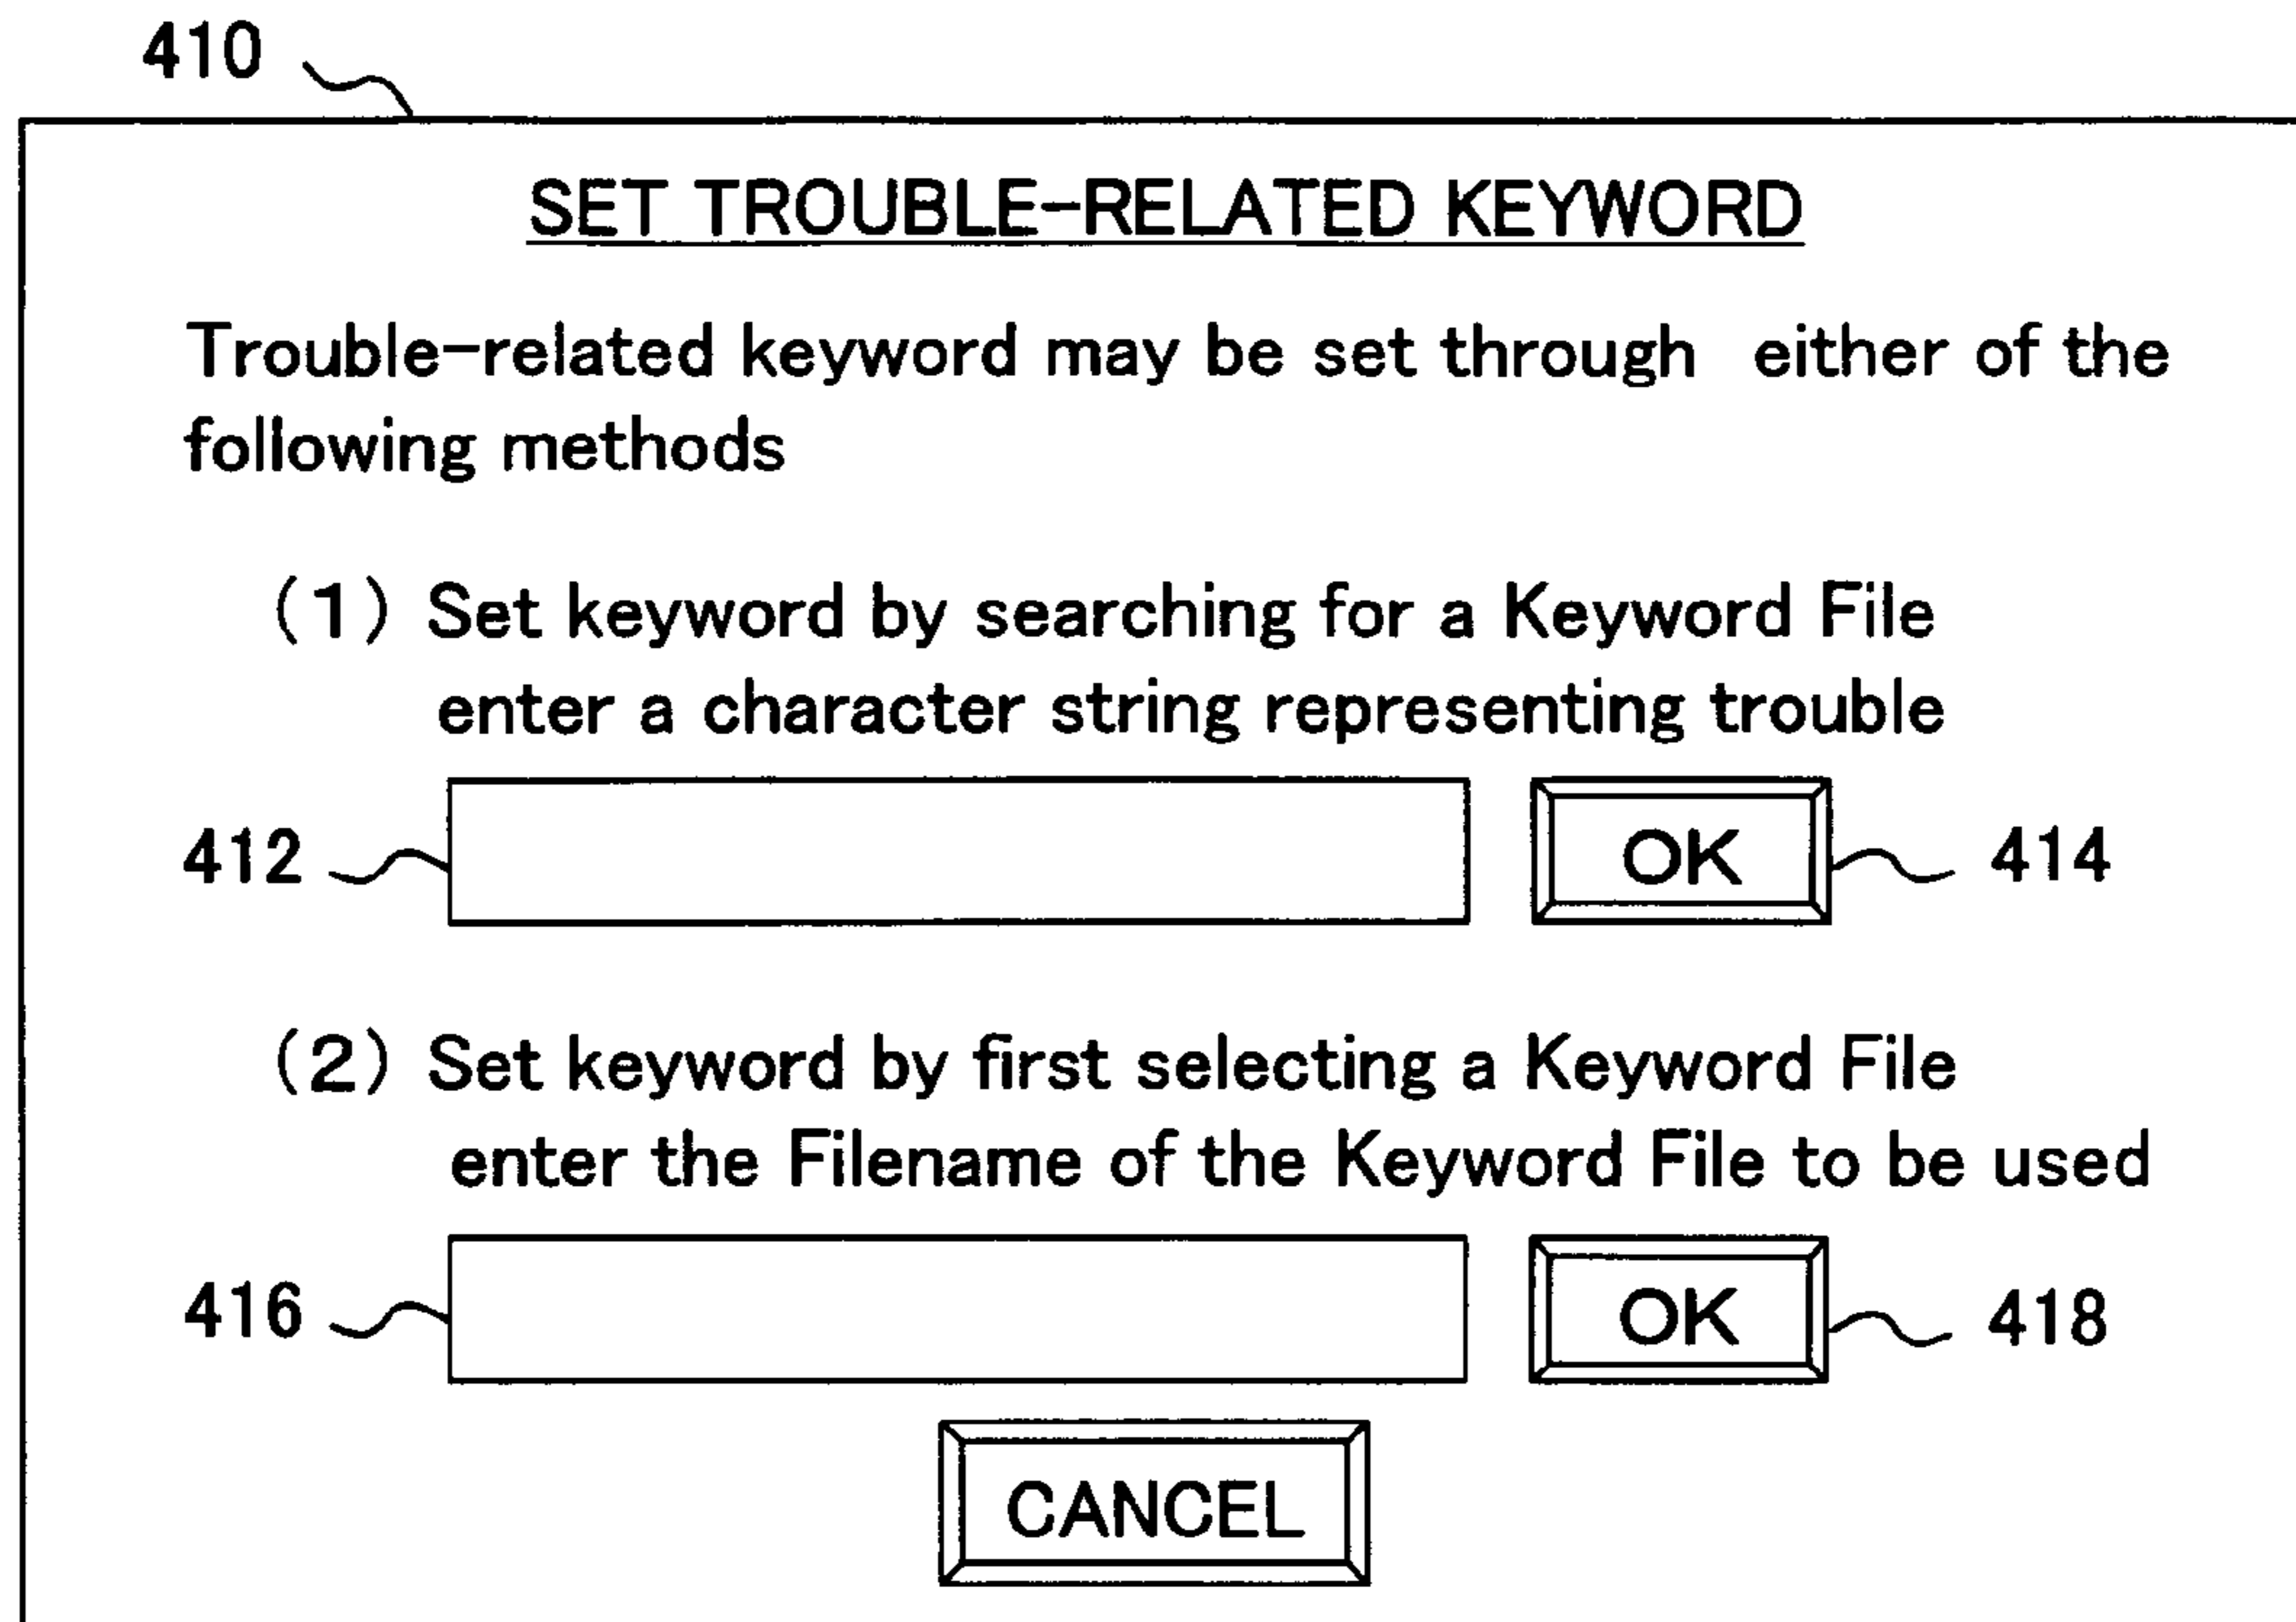 410
SET TROUBLE-RELATED KEYWORD
Trouble-related keyword may be set through either of the
following methods
(1) Set keyword by searching for a Keyword File
enter a character string representing trouble
412 OK 414
(2) Set keyword by first selecting a Keyword File
enter the Filename of the Keyword File to be used
416 OK 418
CANCEL